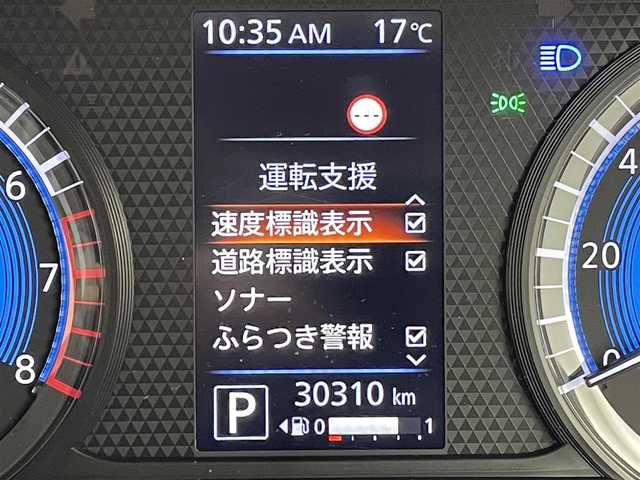 10:35 AM 17℃
---
運転支援
速度標識表示
道路標識表示
ソナー
ふらつき警報
P 30310 km
0 1
6
7
8
4
20
0